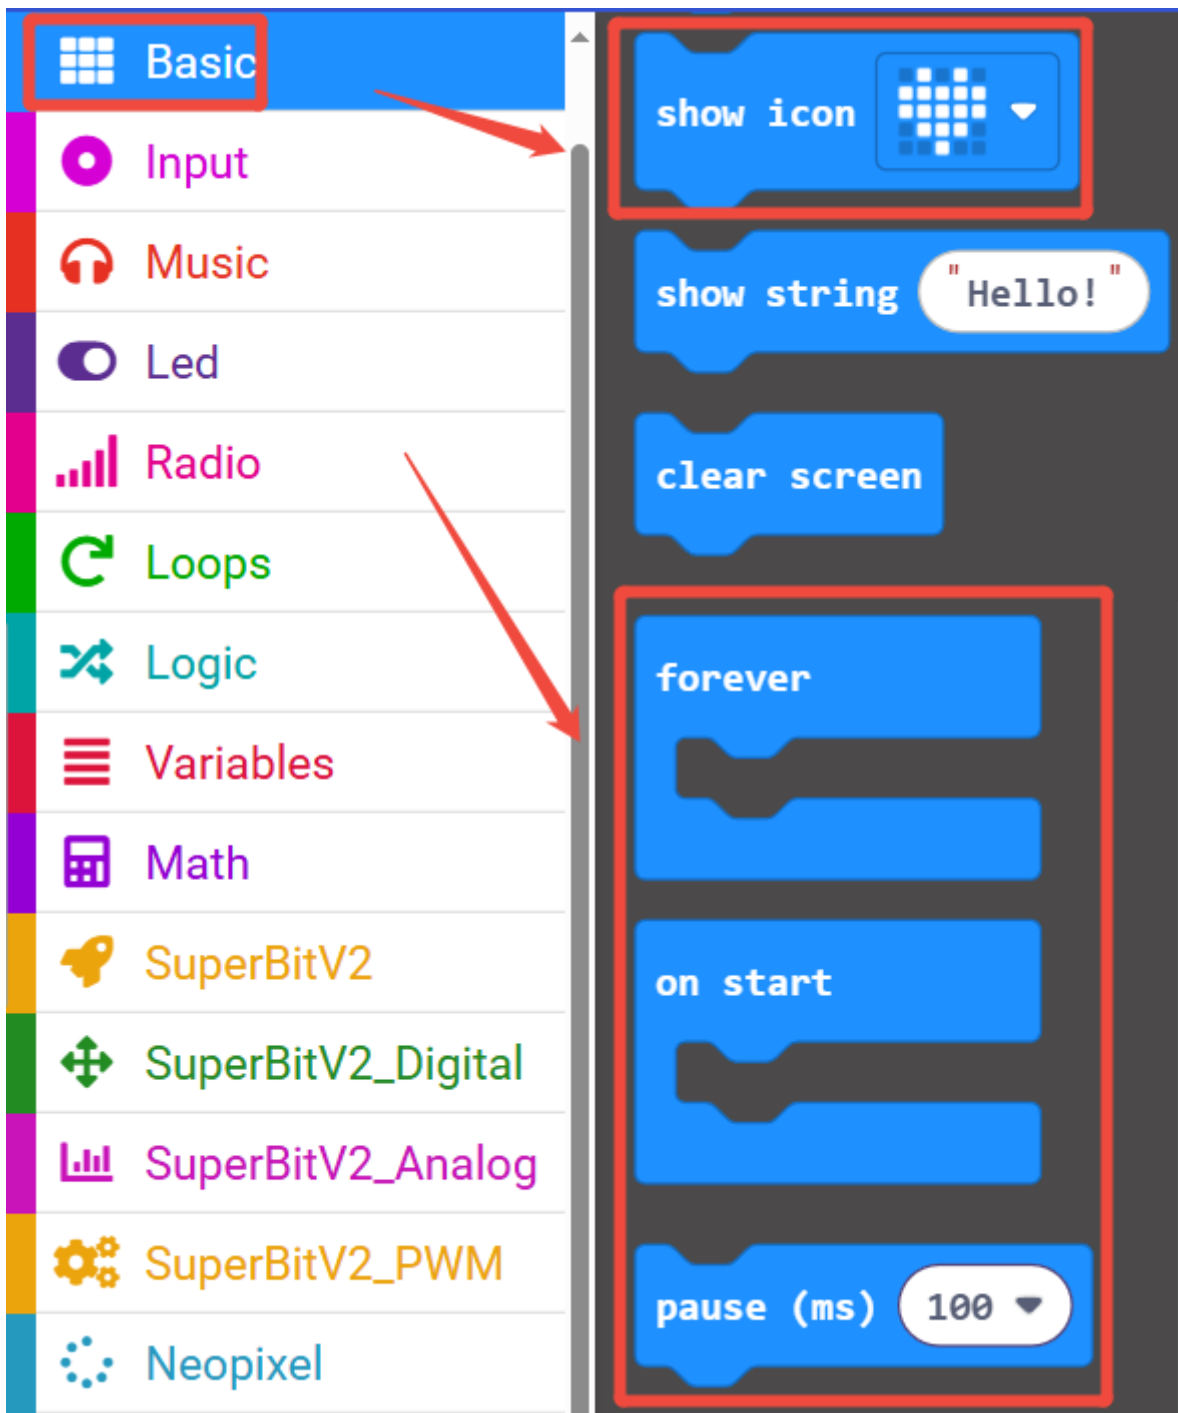 Basic
Input
Music
Led
Radio
Loops
Logic
Variables
Math
SuperBitV2
SuperBitV2_Digital
SuperBitV2_Analog
SuperBitV2_PWM
Neopixel
show icon
show string "Hello!"
clear screen
forever
on start
pause (ms) 100